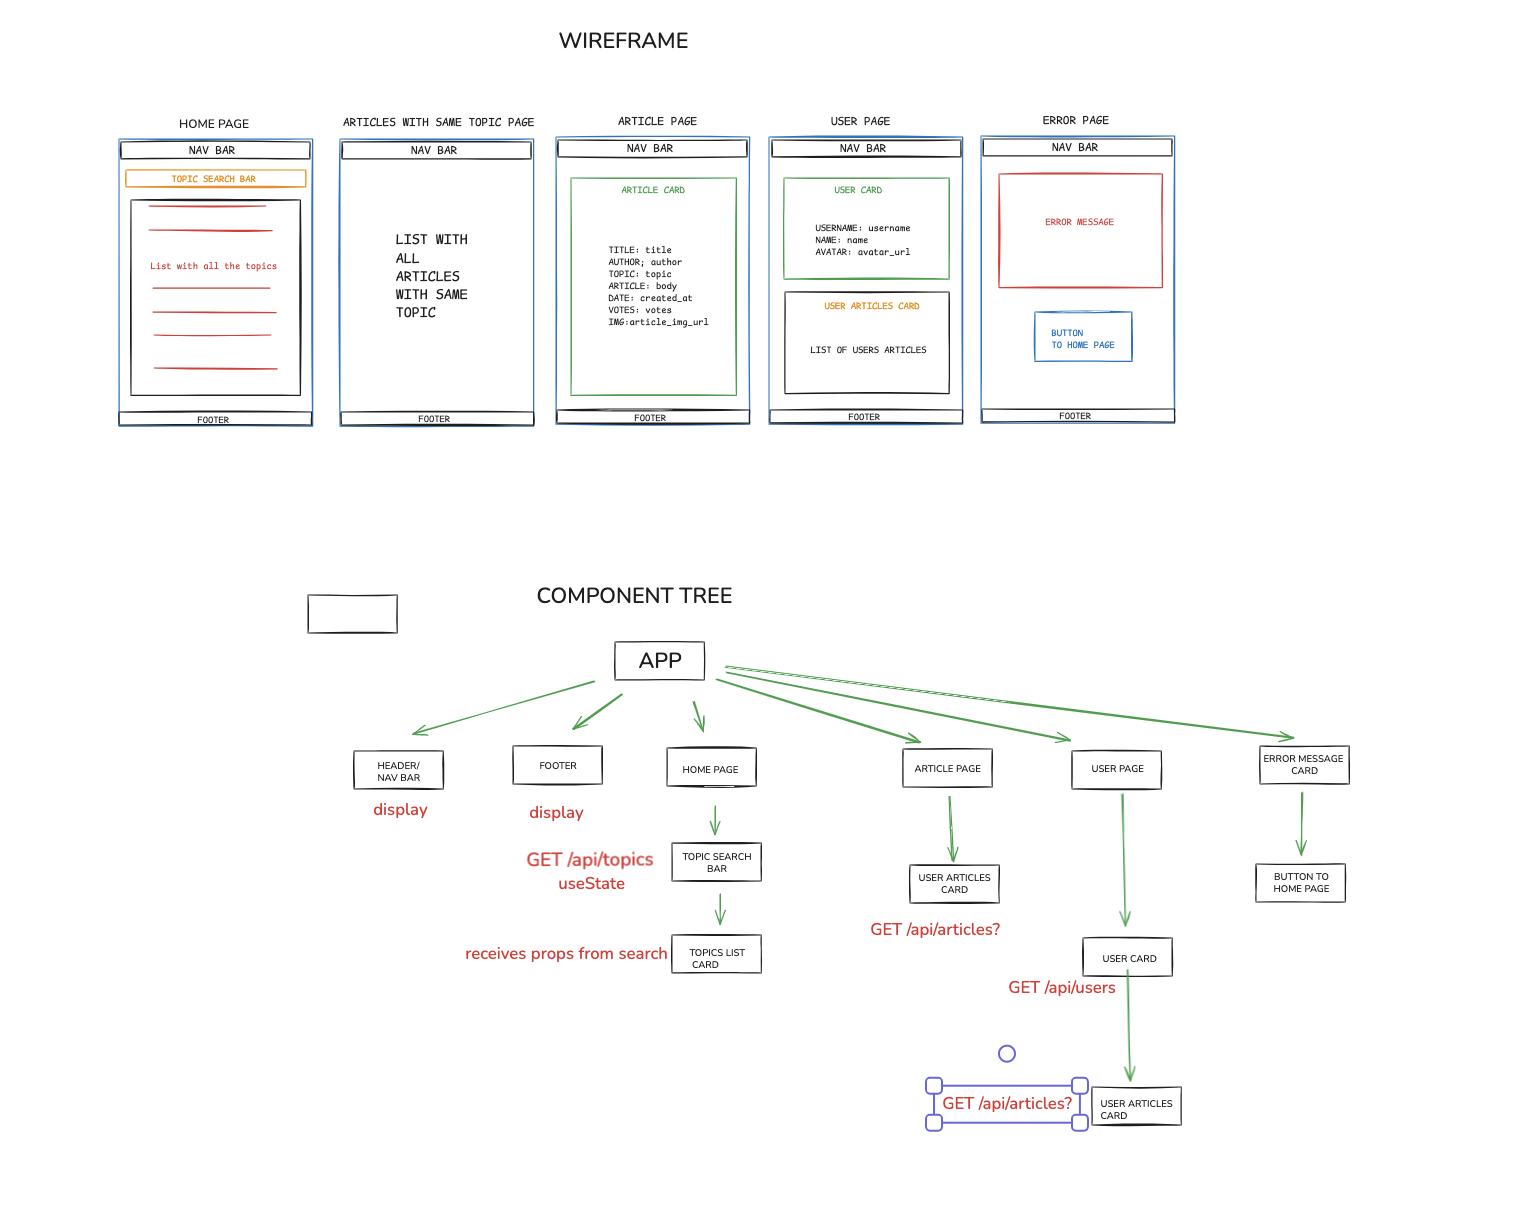 WIREFRAME
HOME PAGE
NAV BAR
TOPIC SEARCH BAR
List with all the topics
FOOTER
ARTICLES WITH SAME TOPIC PAGE
NAV BAR
LIST WITH
ALL
ARTICLES
WITH SAME
TOPIC
FOOTER
ARTICLE PAGE
NAV BAR
ARTICLE CARD
TITLE: title
AUTHOR; author
TOPIC: topic
ARTICLE: body
DATE: created_at
VOTES: votes
IMG:article_img_url
FOOTER
USER PAGE
NAV BAR
USER CARD
USERNAME: username
NAME: name
AVATAR: avatar_url
USER ARTICLES CARD
LIST OF USERS ARTICLES
FOOTER
ERROR PAGE
NAV BAR
ERROR MESSAGE
BUTTON
TO HOME PAGE
FOOTER
COMPONENT TREE
APP
HEADER/
NAV BAR
display
FOOTER
display
HOME PAGE
TOPIC SEARCH
BAR
GET /api/topics
useState
TOPICS LIST
CARD
receives props from search
ARTICLE PAGE
USER ARTICLES
CARD
GET /api/articles?
USER PAGE
USER CARD
GET /api/users
USER ARTICLES
CARD
GET /api/articles?
ERROR MESSAGE
CARD
BUTTON TO
HOME PAGE